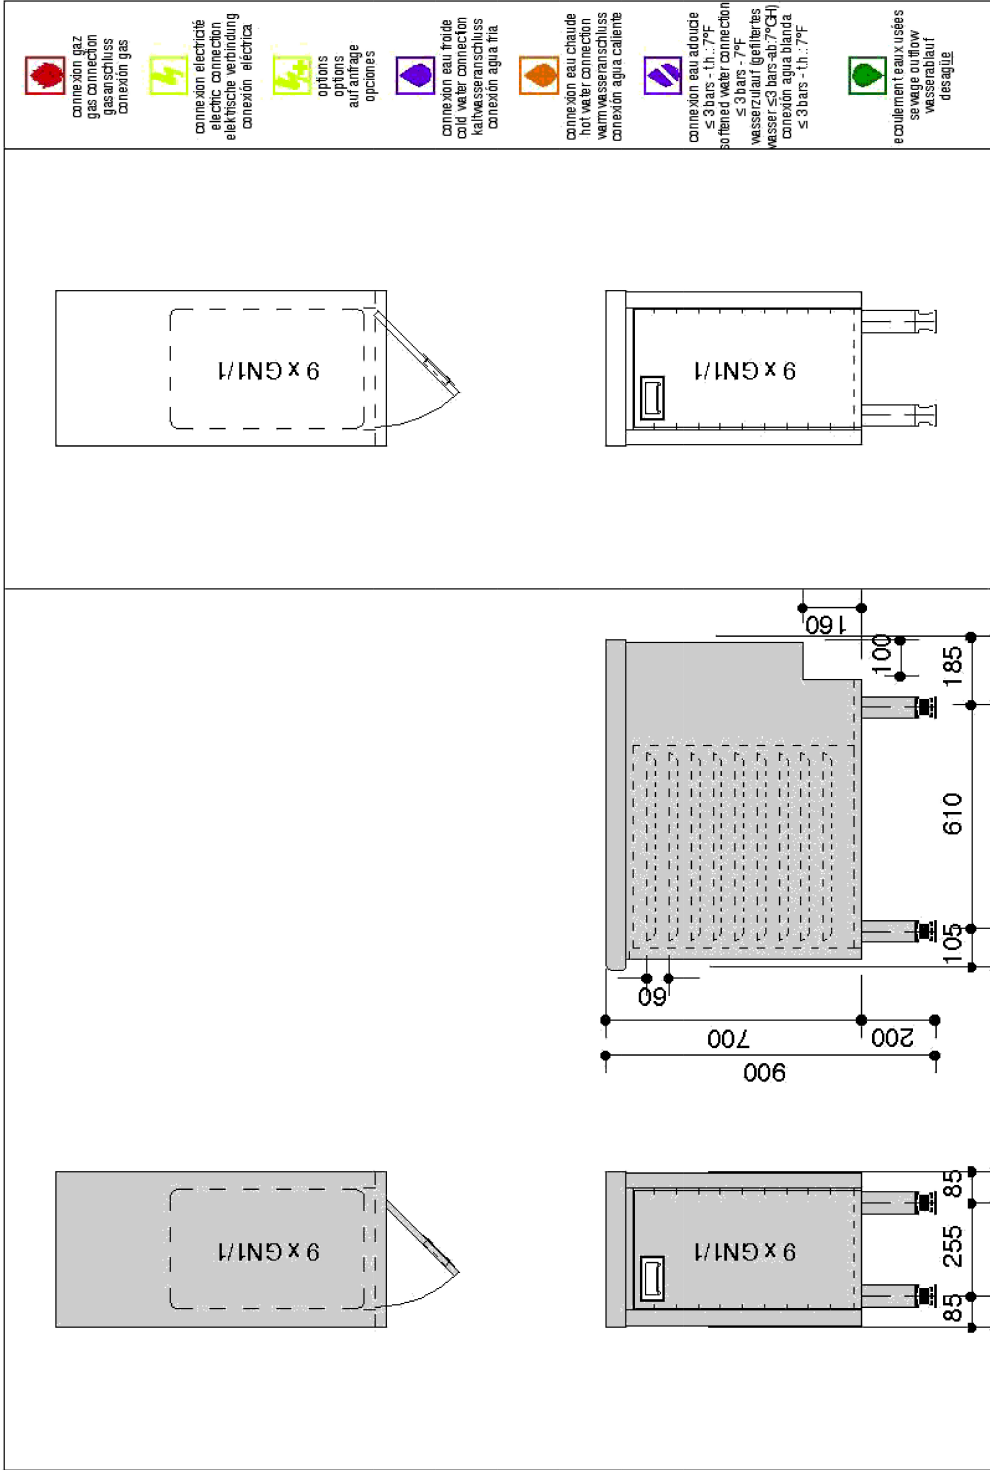 connexion gaz
gas connection
gasanschluss
conexión gas
connexion electricité
electric connection
elektrische verbindung
conexión eléctrica
options
options
auf anfrage
opciones
connexion eau froide
cold water connection
kaltwasseranschluss
conexión agua fria
connexion eau chaude
hot water connection
warmwasseranschluss
conexión agua caliente
connexion eau adoucie
≤ 3 bars - t.h.: 7°F
softened water connection
≤ 3 bars - 7°F
wasserzulauf (gefiltertes
wasser ≤3 bars-ab:7°GH)
conexión agua blanda
≤ 3 bars - t.h.: 7°F
ecoulement eaux usées
sewage outflow
wasserablauf
desagüe
9 x GN1/1
9 x GN1/1
160
100
185
610
105
60
700
200
900
9 x GN1/1
9 x GN1/1
85
255
85